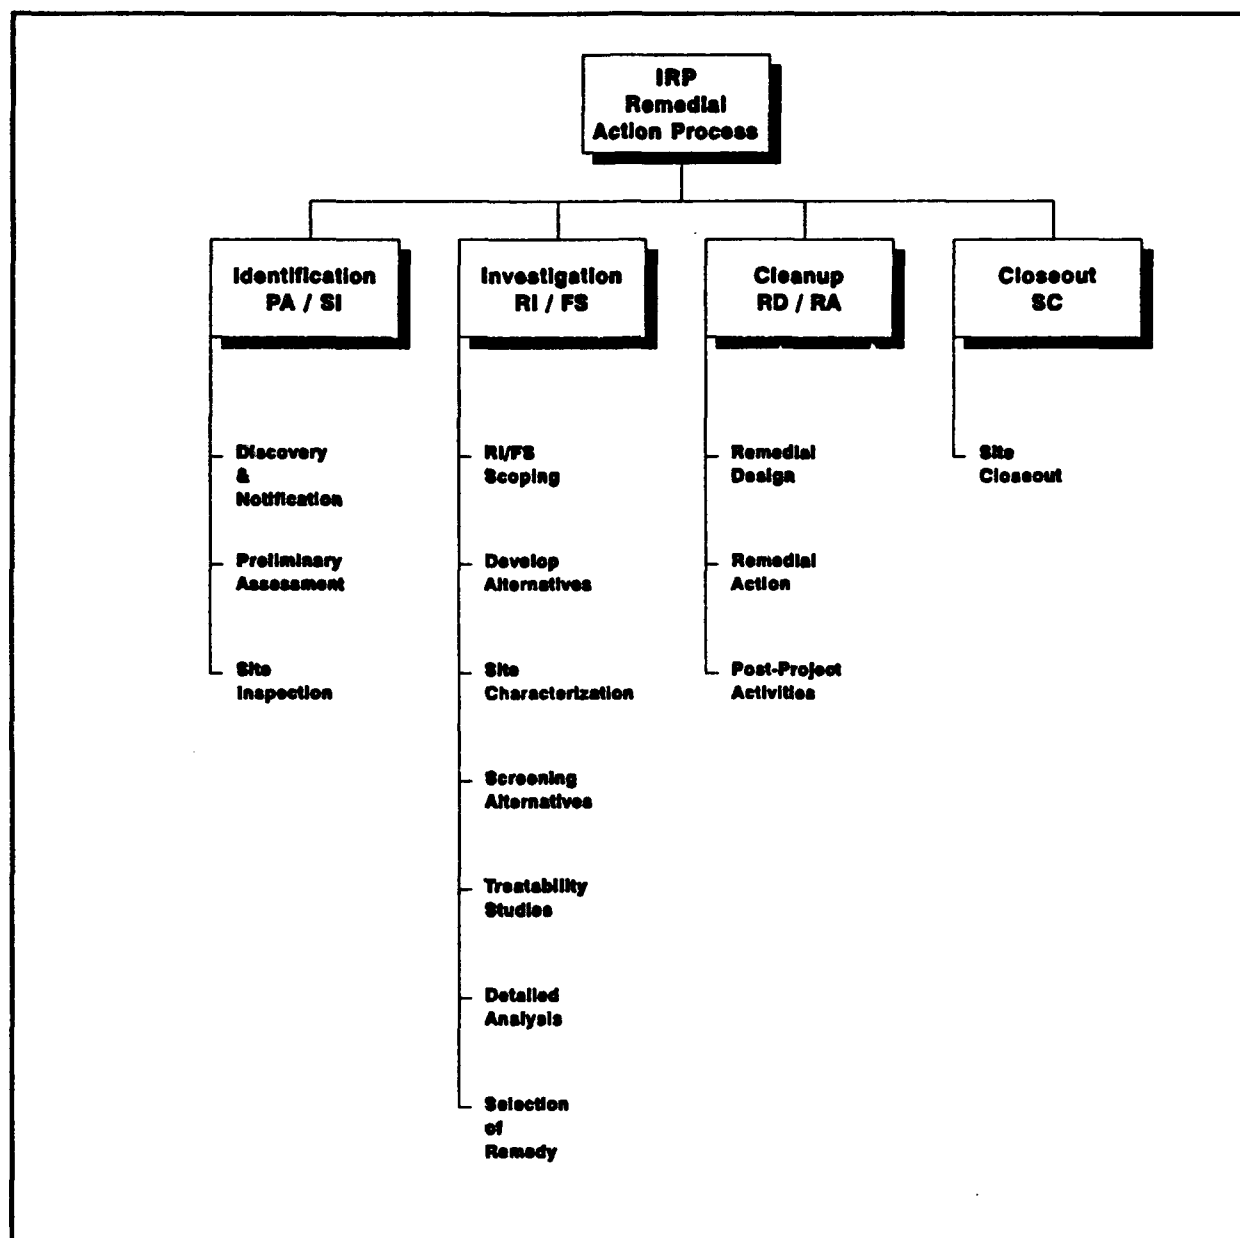 IRP
Remedial
Action Process
Identification
PA / SI
Investigation
RI / FS
Cleanup
RD / RA
Closeout
SC
Discovery
&
Notification
Preliminary
Assessment
Site
Inspection
RI/FS
Scoping
Develop
Alternatives
Site
Characterization
Screening
Alternatives
Treatability
Studies
Detailed
Analysis
Selection
of
Remedy
Remedial
Design
Remedial
Action
Post-Project
Activities
Site
Closeout